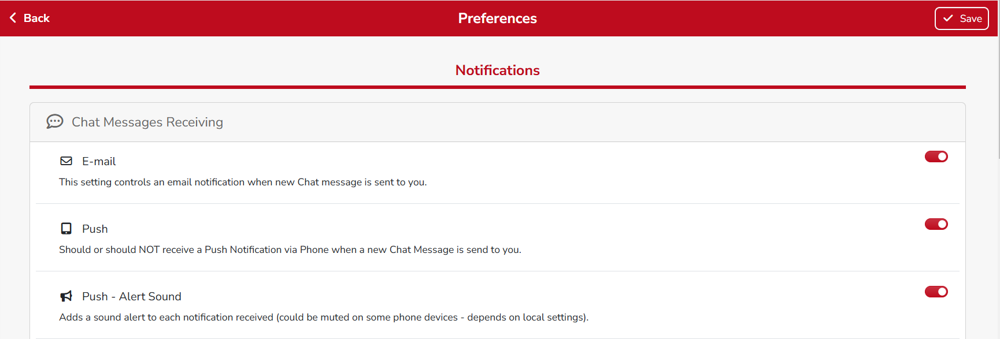 Back
Preferences
Save
Notifications
Chat Messages Receiving
E-mail
This setting controls an email notification when new Chat message is sent to you.
Push
Should or should NOT receive a Push Notification via Phone when a new Chat Message is send to you.
Push - Alert Sound
Adds a sound alert to each notification received (could be muted on some phone devices - depends on local settings).